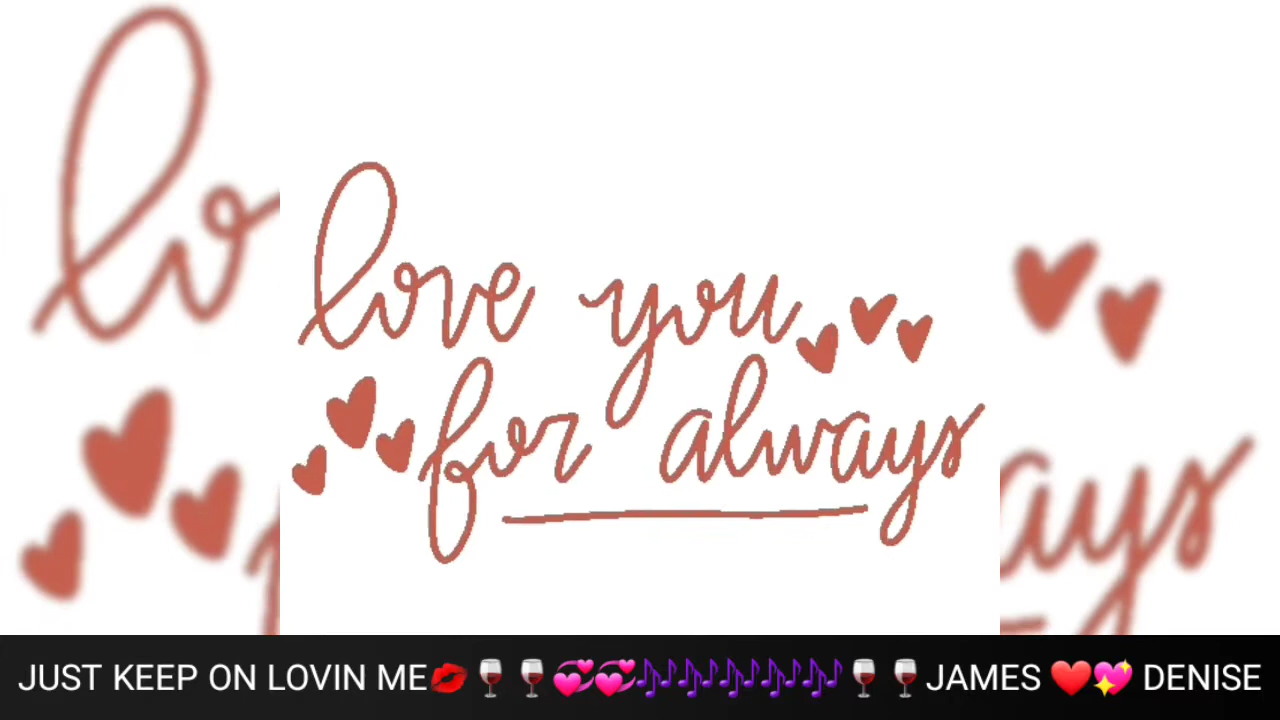 love you
for always
JUST KEEP ON LOVIN ME💋🍷🍷💞💞🎶🎶🎶🎶🎶🍷🍷JAMES ❤️💖 DENISE